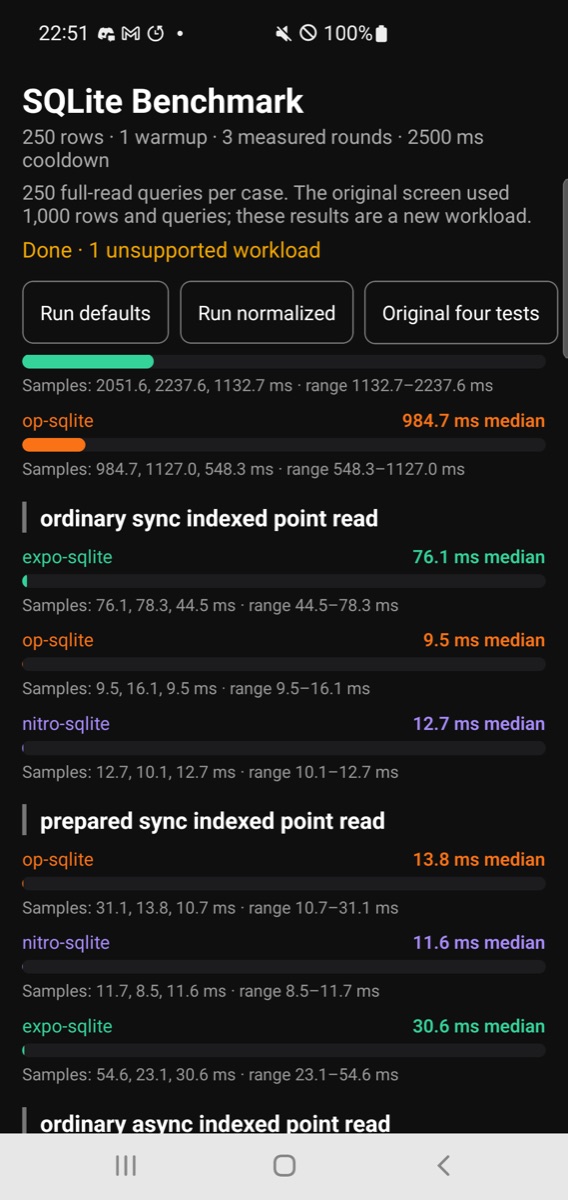 22:51 100%
SQLite Benchmark
250 rows · 1 warmup · 3 measured rounds · 2500 ms
cooldown
250 full-read queries per case. The original screen used
1,000 rows and queries; these results are a new workload.
Done · 1 unsupported workload
Run defaults Run normalized Original four tests
Samples: 2051.6, 2237.6, 1132.7 ms · range 1132.7–2237.6 ms
op-sqlite 984.7 ms median
Samples: 984.7, 1127.0, 548.3 ms · range 548.3–1127.0 ms
ordinary sync indexed point read
expo-sqlite 76.1 ms median
Samples: 76.1, 78.3, 44.5 ms · range 44.5–78.3 ms
op-sqlite 9.5 ms median
Samples: 9.5, 16.1, 9.5 ms · range 9.5–16.1 ms
nitro-sqlite 12.7 ms median
Samples: 12.7, 10.1, 12.7 ms · range 10.1–12.7 ms
prepared sync indexed point read
op-sqlite 13.8 ms median
Samples: 31.1, 13.8, 10.7 ms · range 10.7–31.1 ms
nitro-sqlite 11.6 ms median
Samples: 11.7, 8.5, 11.6 ms · range 8.5–11.7 ms
expo-sqlite 30.6 ms median
Samples: 54.6, 23.1, 30.6 ms · range 23.1–54.6 ms
ordinary async indexed point read